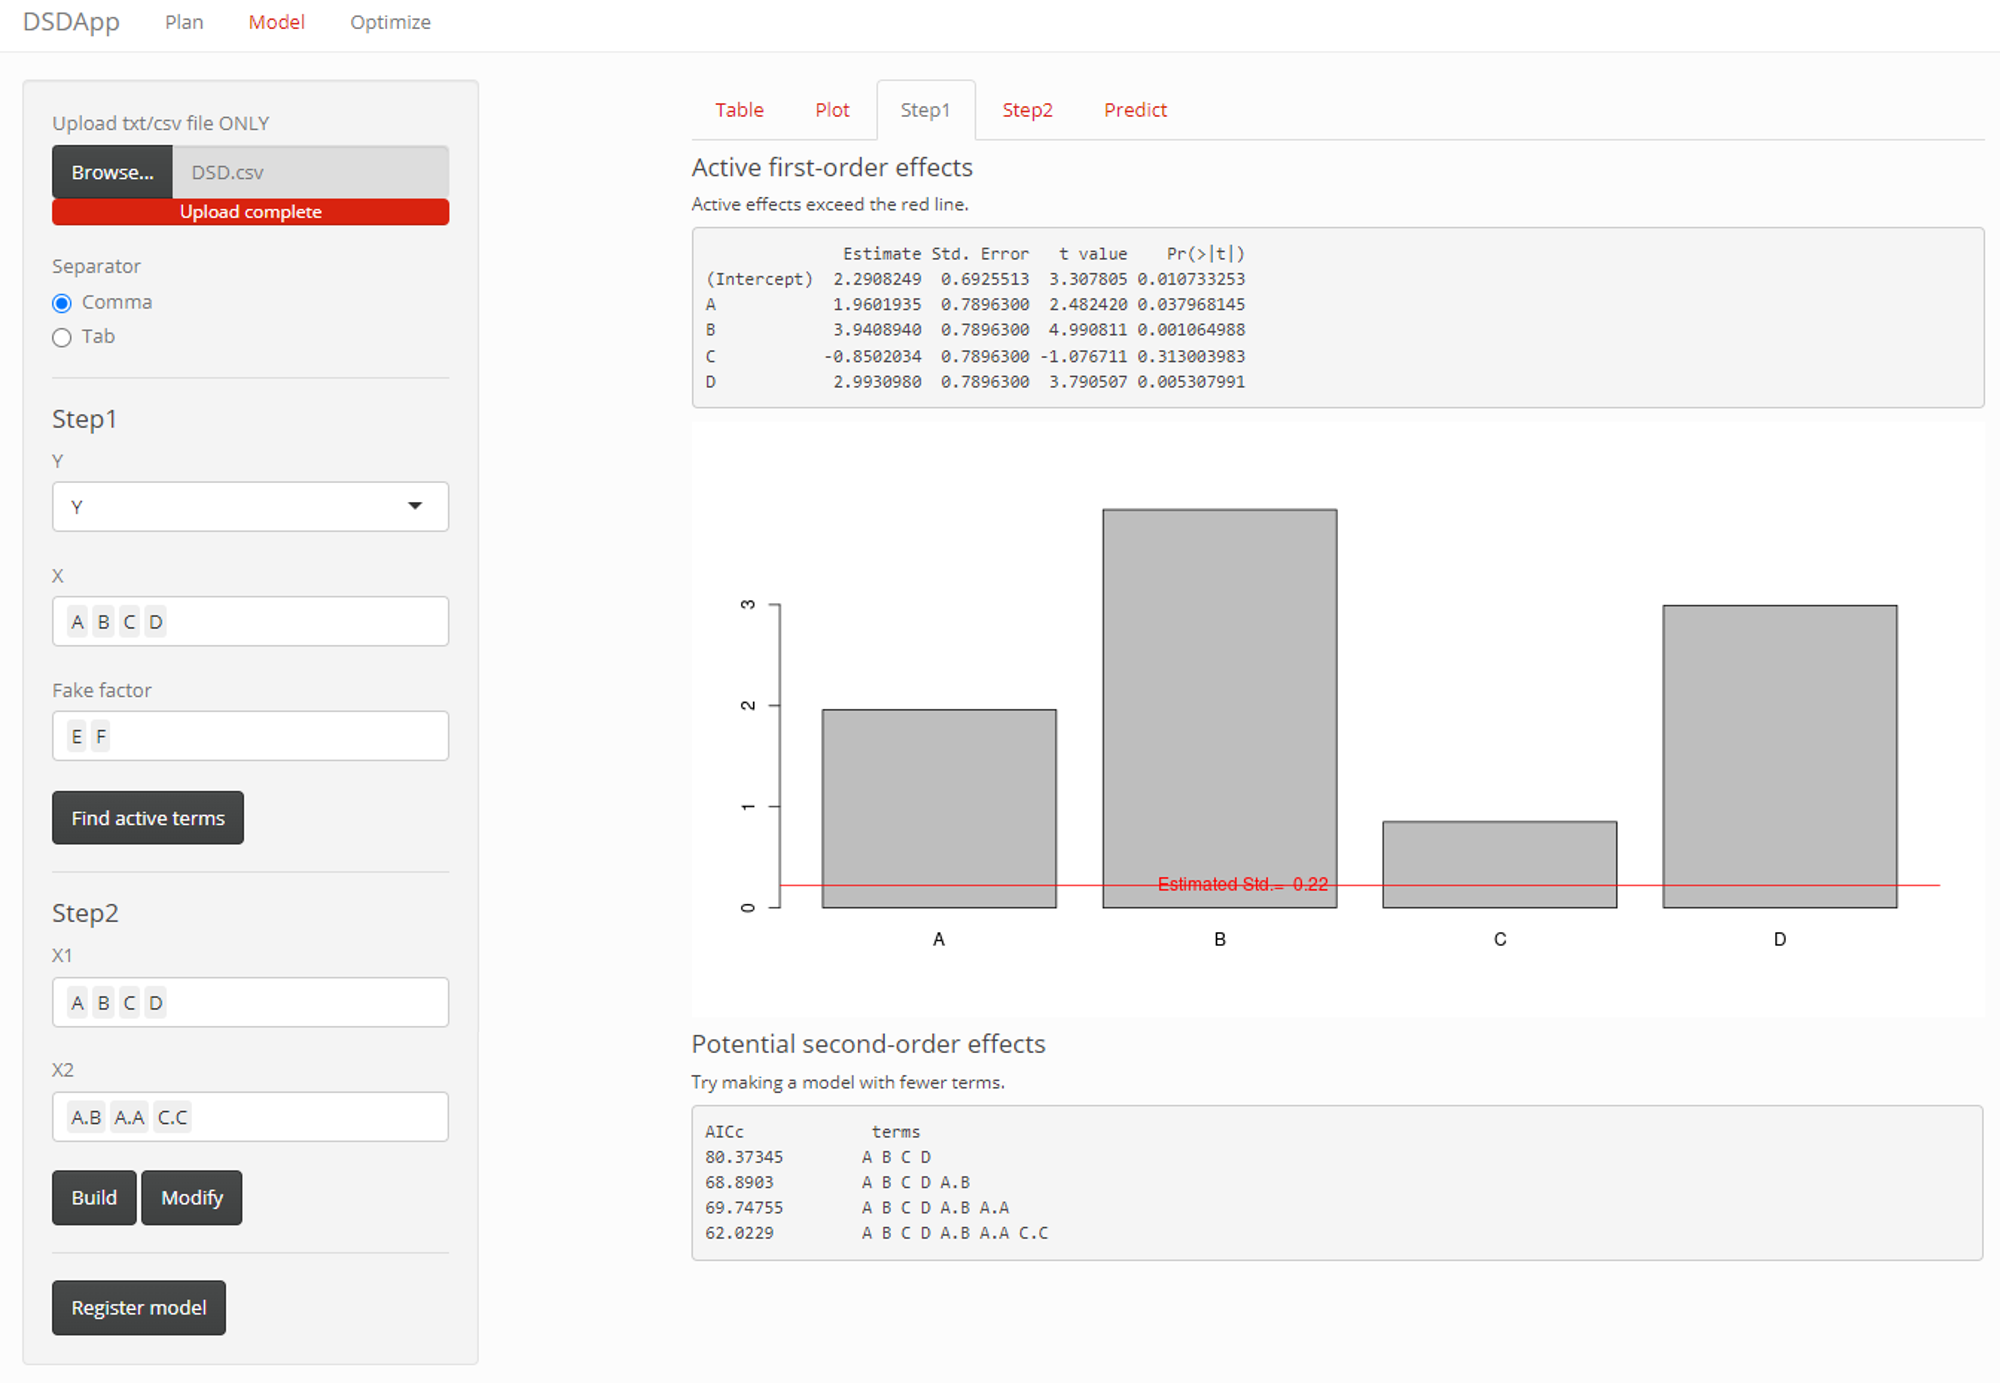 DSDApp Plan Model Optimize
Upload txt/csv file ONLY
Browse... DSD.csv
Upload complete
Separator
Comma
Tab
Step1
Y
Y
X
A B C D
Fake factor
E F
Find active terms
Step2
X1
A B C D
X2
A.B A.A C.C
Build Modify
Register model
Table Plot Step1 Step2 Predict
Active first-order effects
Active effects exceed the red line.
Estimate Std. Error t value Pr(>|t|)
(Intercept) 2.2908249 0.6925513 3.307805 0.010733253
A 1.9601935 0.7896300 2.482420 0.037968145
B 3.9408940 0.7896300 4.990811 0.001064988
C -0.8502034 0.7896300 -1.076711 0.313003983
D 2.9930980 0.7896300 3.790507 0.005307991
3
2
1
0
Estimated Std.= 0.22
A B C D
Potential second-order effects
Try making a model with fewer terms.
AICc terms
80.37345 A B C D
68.8903 A B C D A.B
69.74755 A B C D A.B A.A
62.0229 A B C D A.B A.A C.C